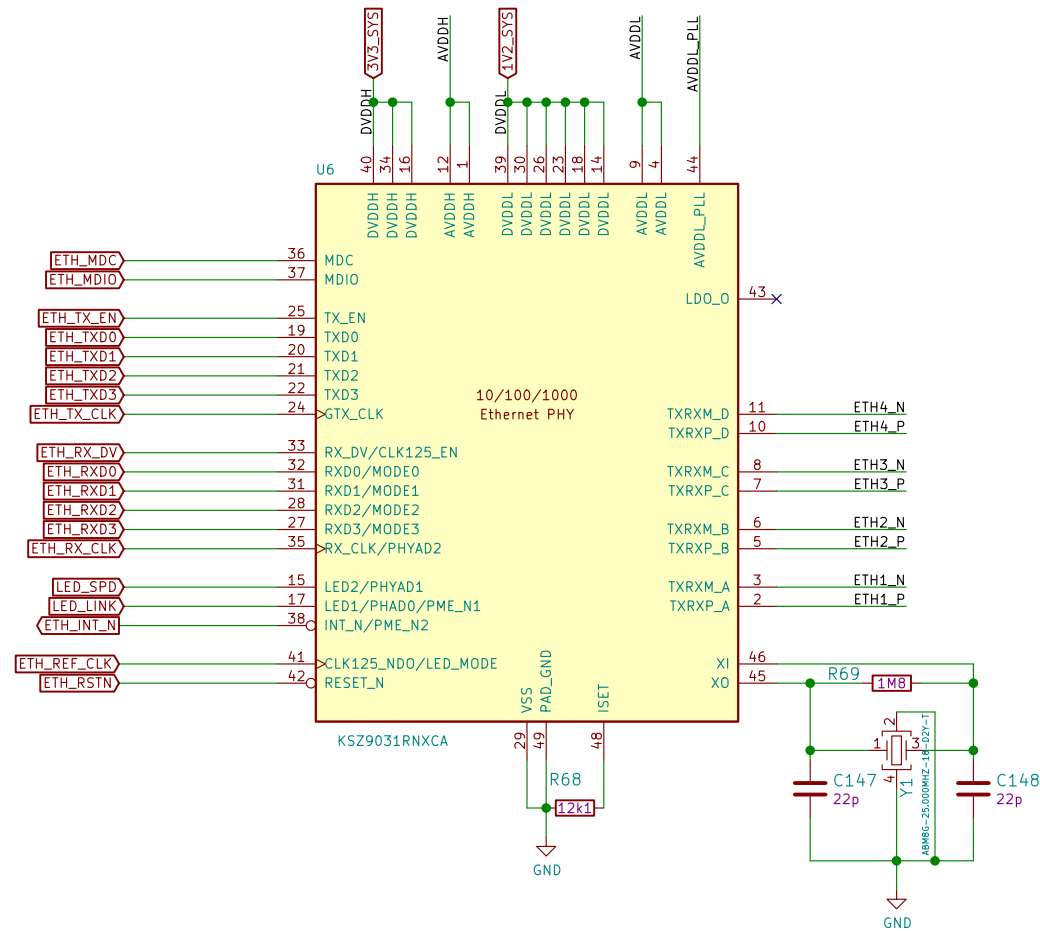 3V3_SYS
AVDDH
1V2_SYS
AVDDL
AVDDL_PLL
DVDDH
DVDDL
U6
40
34
16
12
1
39
30
26
23
18
14
9
4
44
DVDDH
DVDDH
DVDDH
AVDDH
AVDDH
DVDDL
DVDDL
DVDDL
DVDDL
DVDDL
DVDDL
AVDDL
AVDDL
AVDDL_PLL
ETH_MDC 36 MDC
ETH_MDIO 37 MDIO
LDO_O 43
ETH_TX_EN 25 TX_EN
ETH_TXD0 19 TXD0
ETH_TXD1 20 TXD1
ETH_TXD2 21 TXD2
ETH_TXD3 22 TXD3
ETH_TX_CLK 24 GTX_CLK
10/100/1000
Ethernet PHY
TXRXM_D 11 ETH4_N
TXRXP_D 10 ETH4_P
ETH_RX_DV 33 RX_DV/CLK125_EN
ETH_RXD0 32 RXD0/MODE0
TXRXM_C 8 ETH3_N
ETH_RXD1 31 RXD1/MODE1
TXRXP_C 7 ETH3_P
ETH_RXD2 28 RXD2/MODE2
ETH_RXD3 27 RXD3/MODE3
TXRXM_B 6 ETH2_N
ETH_RX_CLK 35 RX_CLK/PHYAD2
TXRXP_B 5 ETH2_P
LED_SPD 15 LED2/PHYAD1
TXRXM_A 3 ETH1_N
LED_LINK 17 LED1/PHAD0/PME_N1
TXRXP_A 2 ETH1_P
ETH_INT_N 38 INT_N/PME_N2
ETH_REF_CLK 41 CLK125_NDO/LED_MODE
XI 46
ETH_RSTN 42 RESET_N
XO 45
R69
1M8
VSS
PAD_GND
ISET
29
49
48
KSZ9031RNXCA
R68
12k1
GND
2
1
3
4
Y1
ABM8G-25.000MHZ-18-D2Y-T
C147
22p
C148
22p
GND